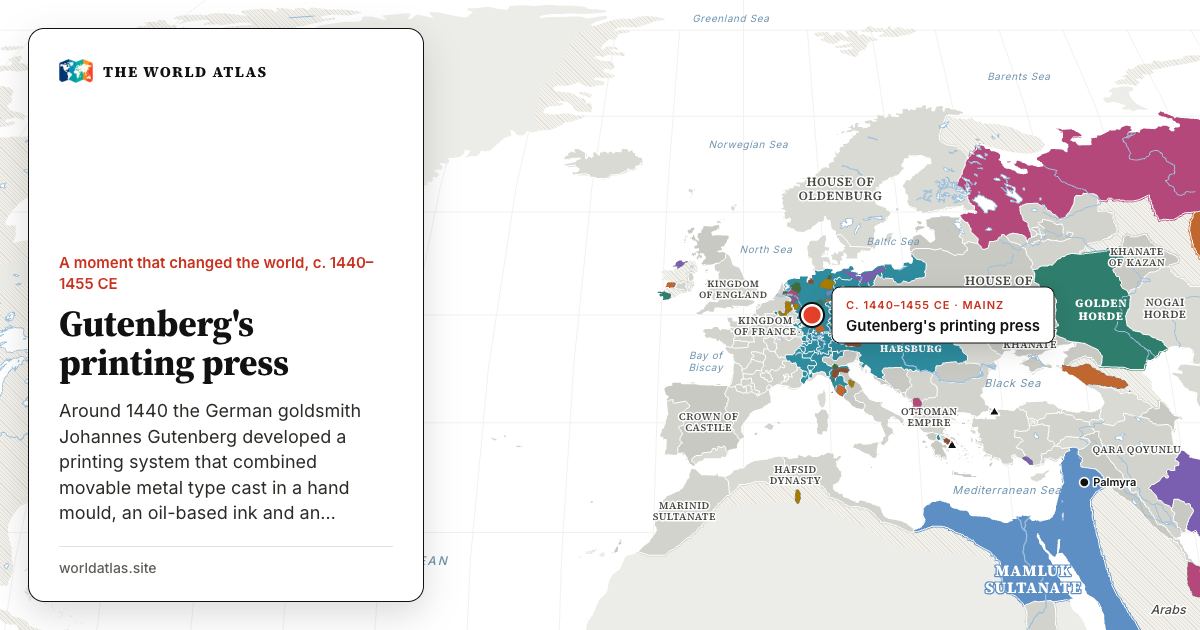 THE WORLD ATLAS
A moment that changed the world, c. 1440–
1455 CE
Gutenberg's
printing press
Around 1440 the German goldsmith
Johannes Gutenberg developed a
printing system that combined
movable metal type cast in a hand
mould, an oil-based ink and an...
worldatlas.site
Greenland Sea
Barents Sea
Norwegian Sea
HOUSE OF
OLDENBURG
North Sea
Baltic Sea
KHANATE
OF KAZAN
KINGDOM
OF ENGLAND
HOUSE OF
C. 1440–1455 CE · MAINZ
Gutenberg's printing press
GOLDEN
HORDE
NOGAI
HORDE
KINGDOM
OF FRANCE
KHANATE
HABSBURG
Bay of
Biscay
Black Sea
CROWN OF
CASTILE
OTTOMAN
EMPIRE
QARA QOYUNLU
HAFSID
DYNASTY
Palmyra
Mediterranean Sea
MARINID
SULTANATE
EAN
MAMLUK
SULTANATE
Arabs